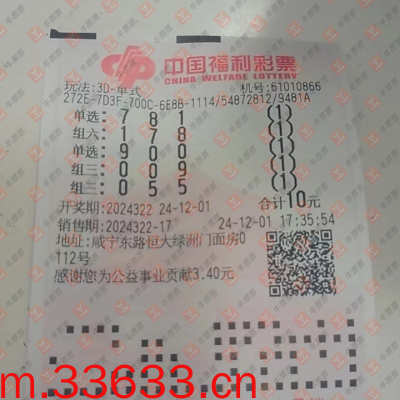 中国福利彩票
CHINA WELFARE LOTTERY
玩法:3D-单式 机号:61010866
272E-7D3F-700C-6E8B-1114/54872812/9481A
单选: 7 8 1 (1)
组六: 1 7 8 (1)
单选: 9 0 0 (1)
组三: 0 0 9 (1)
组三: 0 5 5 (1)
合计10元
开奖期:2024322 24-12-01
销售期:2024322-17 24-12-01 17:35:54
地址:咸宁东路恒大绿洲门面房0
112号
感谢您为公益事业贡献3.40元
m.33633.cn